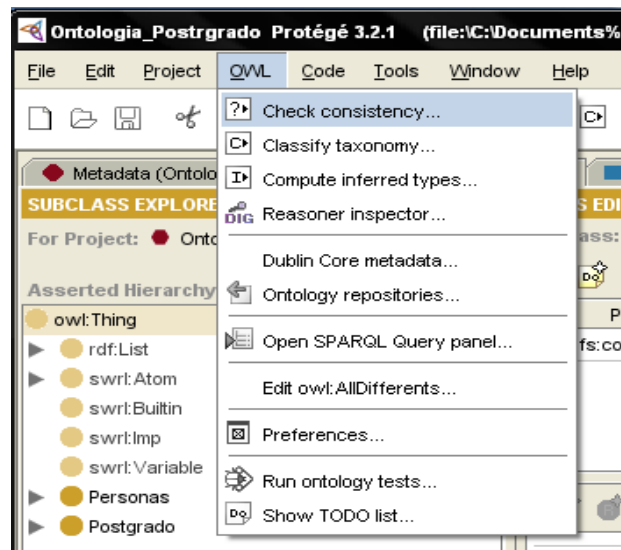 Ontologia_Postrgrado Protégé 3.2.1 (file:\C:\Documents%
File Edit Project OWL Code Tools Window Help
Metadata (Ontolo
SUBCLASS EXPLORE
For Project: Onto
Asserted Hierarchy
owl:Thing
rdf:List
swrl:Atom
swrl:Builtin
swrl:Imp
swrl:Variable
Personas
Postgrado
Check consistency...
Classify taxonomy...
Compute inferred types...
DIG Reasoner inspector...
Dublin Core metadata...
Ontology repositories...
Open SPARQL Query panel...
Edit owl:AllDifferents...
Preferences...
Run ontology tests...
Show TODO list...
S EDI
ass:
P
fs:co